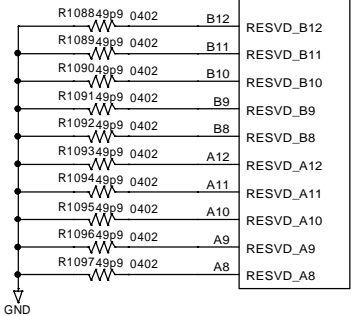 R1088 49p9 0402 B12 RESVD_B12
R1089 49p9 0402 B11 RESVD_B11
R1090 49p9 0402 B10 RESVD_B10
R1091 49p9 0402 B9 RESVD_B9
R1092 49p9 0402 B8 RESVD_B8
R1093 49p9 0402 A12 RESVD_A12
R1094 49p9 0402 A11 RESVD_A11
R1095 49p9 0402 A10 RESVD_A10
R1096 49p9 0402 A9 RESVD_A9
R1097 49p9 0402 A8 RESVD_A8
GND